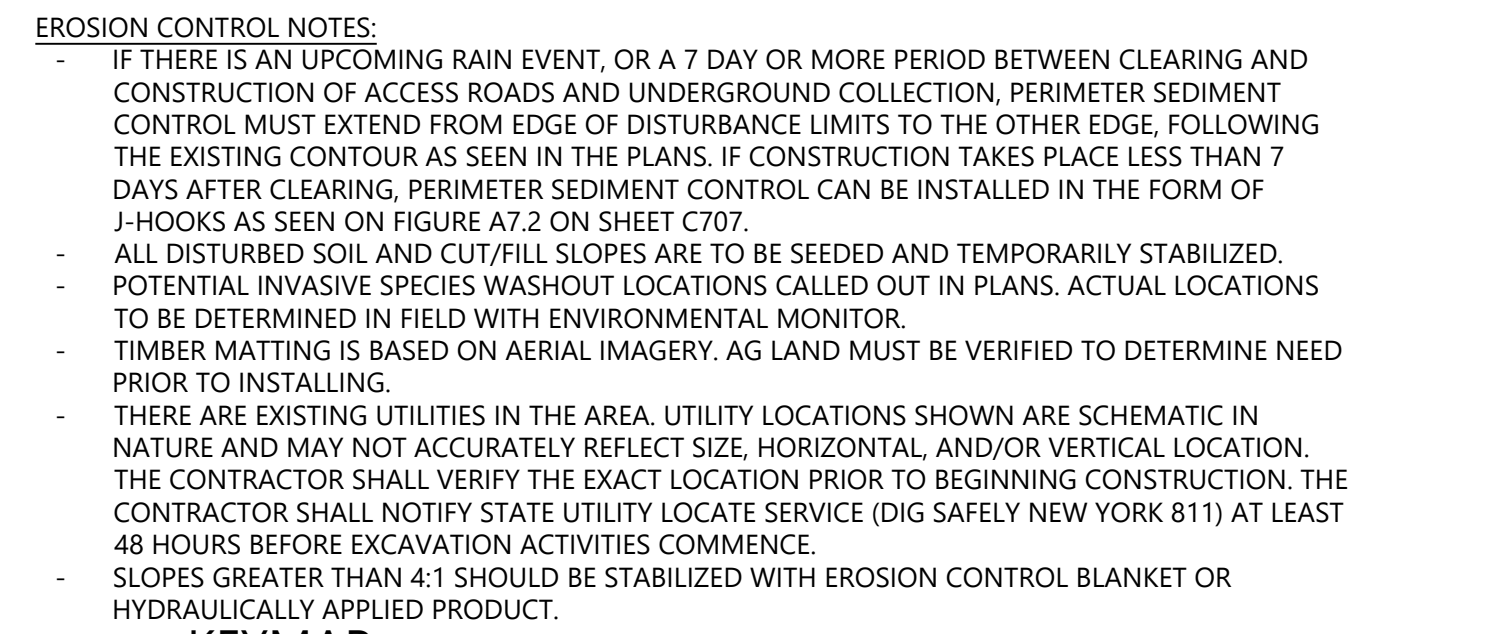 EROSION CONTROL NOTES:
- IF THERE IS AN UPCOMING RAIN EVENT, OR A 7 DAY OR MORE PERIOD BETWEEN CLEARING AND
CONSTRUCTION OF ACCESS ROADS AND UNDERGROUND COLLECTION, PERIMETER SEDIMENT
CONTROL MUST EXTEND FROM EDGE OF DISTURBANCE LIMITS TO THE OTHER EDGE, FOLLOWING
THE EXISTING CONTOUR AS SEEN IN THE PLANS. IF CONSTRUCTION TAKES PLACE LESS THAN 7
DAYS AFTER CLEARING, PERIMETER SEDIMENT CONTROL CAN BE INSTALLED IN THE FORM OF
J-HOOKS AS SEEN ON FIGURE A7.2 ON SHEET C707.
- ALL DISTURBED SOIL AND CUT/FILL SLOPES ARE TO BE SEEDED AND TEMPORARILY STABILIZED.
- POTENTIAL INVASIVE SPECIES WASHOUT LOCATIONS CALLED OUT IN PLANS. ACTUAL LOCATIONS
TO BE DETERMINED IN FIELD WITH ENVIRONMENTAL MONITOR.
- TIMBER MATTING IS BASED ON AERIAL IMAGERY. AG LAND MUST BE VERIFIED TO DETERMINE NEED
PRIOR TO INSTALLING.
- THERE ARE EXISTING UTILITIES IN THE AREA. UTILITY LOCATIONS SHOWN ARE SCHEMATIC IN
NATURE AND MAY NOT ACCURATELY REFLECT SIZE, HORIZONTAL, AND/OR VERTICAL LOCATION.
THE CONTRACTOR SHALL VERIFY THE EXACT LOCATION PRIOR TO BEGINNING CONSTRUCTION. THE
CONTRACTOR SHALL NOTIFY STATE UTILITY LOCATE SERVICE (DIG SAFELY NEW YORK 811) AT LEAST
48 HOURS BEFORE EXCAVATION ACTIVITIES COMMENCE.
- SLOPES GREATER THAN 4:1 SHOULD BE STABILIZED WITH EROSION CONTROL BLANKET OR
HYDRAULICALLY APPLIED PRODUCT.